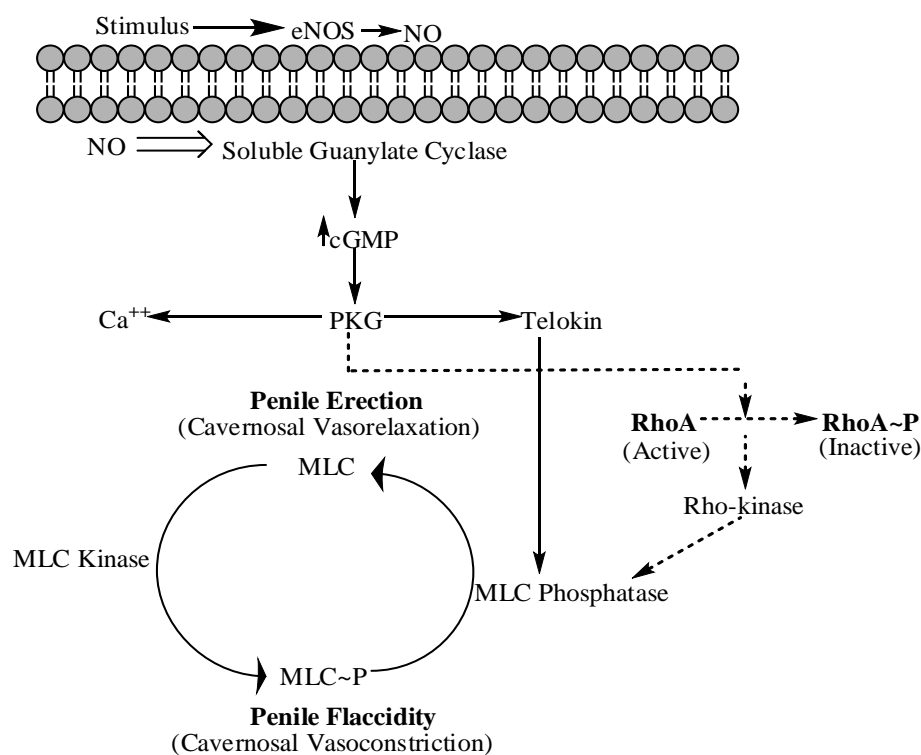 Stimulus eNOS NO
NO Soluble Guanylate Cyclase
cGMP
Ca++ PKG Telokin
Penile Erection
(Cavernosal Vasorelaxation)
RhoA RhoA~P
(Active) (Inactive)
MLC
Rho-kinase
MLC Kinase
MLC Phosphatase
MLC~P
Penile Flaccidity
(Cavernosal Vasoconstriction)